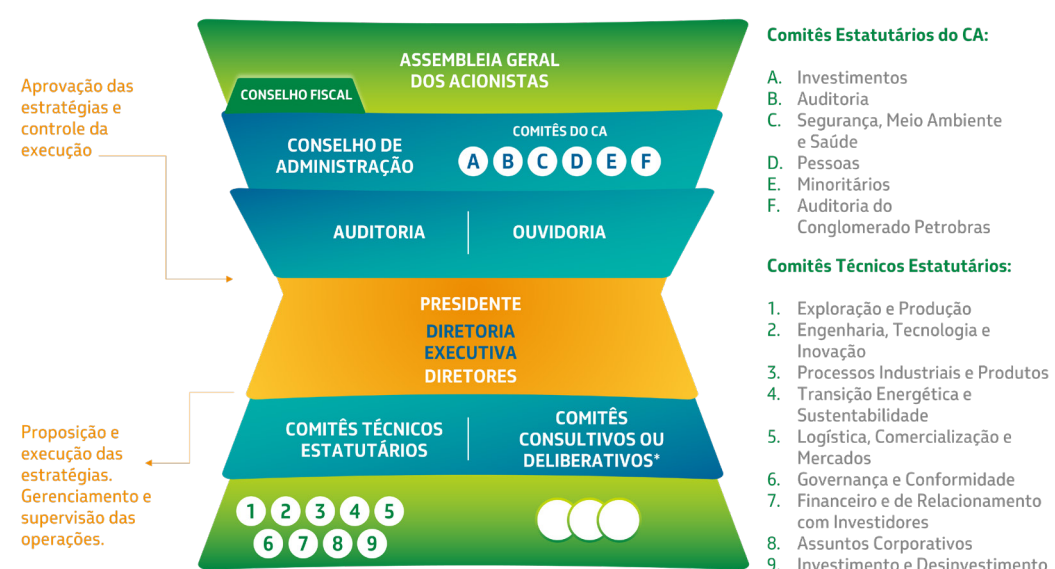 Aprovação das
estratégias e
controle da
execução
ASSEMBLEIA GERAL
DOS ACIONISTAS
CONSELHO FISCAL
CONSELHO DE
ADMINISTRAÇÃO
COMITÊS DO CA
A B C D E F
AUDITORIA
OUVIDORIA
PRESIDENTE
DIRETORIA
EXECUTIVA
DIRETORES
Proposição e
execução das
estratégias.
Gerenciamento e
supervisão das
operações.
COMITÊS TÉCNICOS
ESTATUTÁRIOS
COMITÊS
CONSULTIVOS OU
DELIBERATIVOS*
1 2 3 4 5
6 7 8 9
Comitês Estatutários do CA:
A. Investimentos
B. Auditoria
C. Segurança, Meio Ambiente
e Saúde
D. Pessoas
E. Minoritários
F. Auditoria do
Conglomerado Petrobras
Comitês Técnicos Estatutários:
1. Exploração e Produção
2. Engenharia, Tecnologia e
Inovação
3. Processos Industriais e Produtos
4. Transição Energética e
Sustentabilidade
5. Logística, Comercialização e
Mercados
6. Governança e Conformidade
7. Financeiro e de Relacionamento
com Investidores
8. Assuntos Corporativos
9. Investimento e Desinvestimento